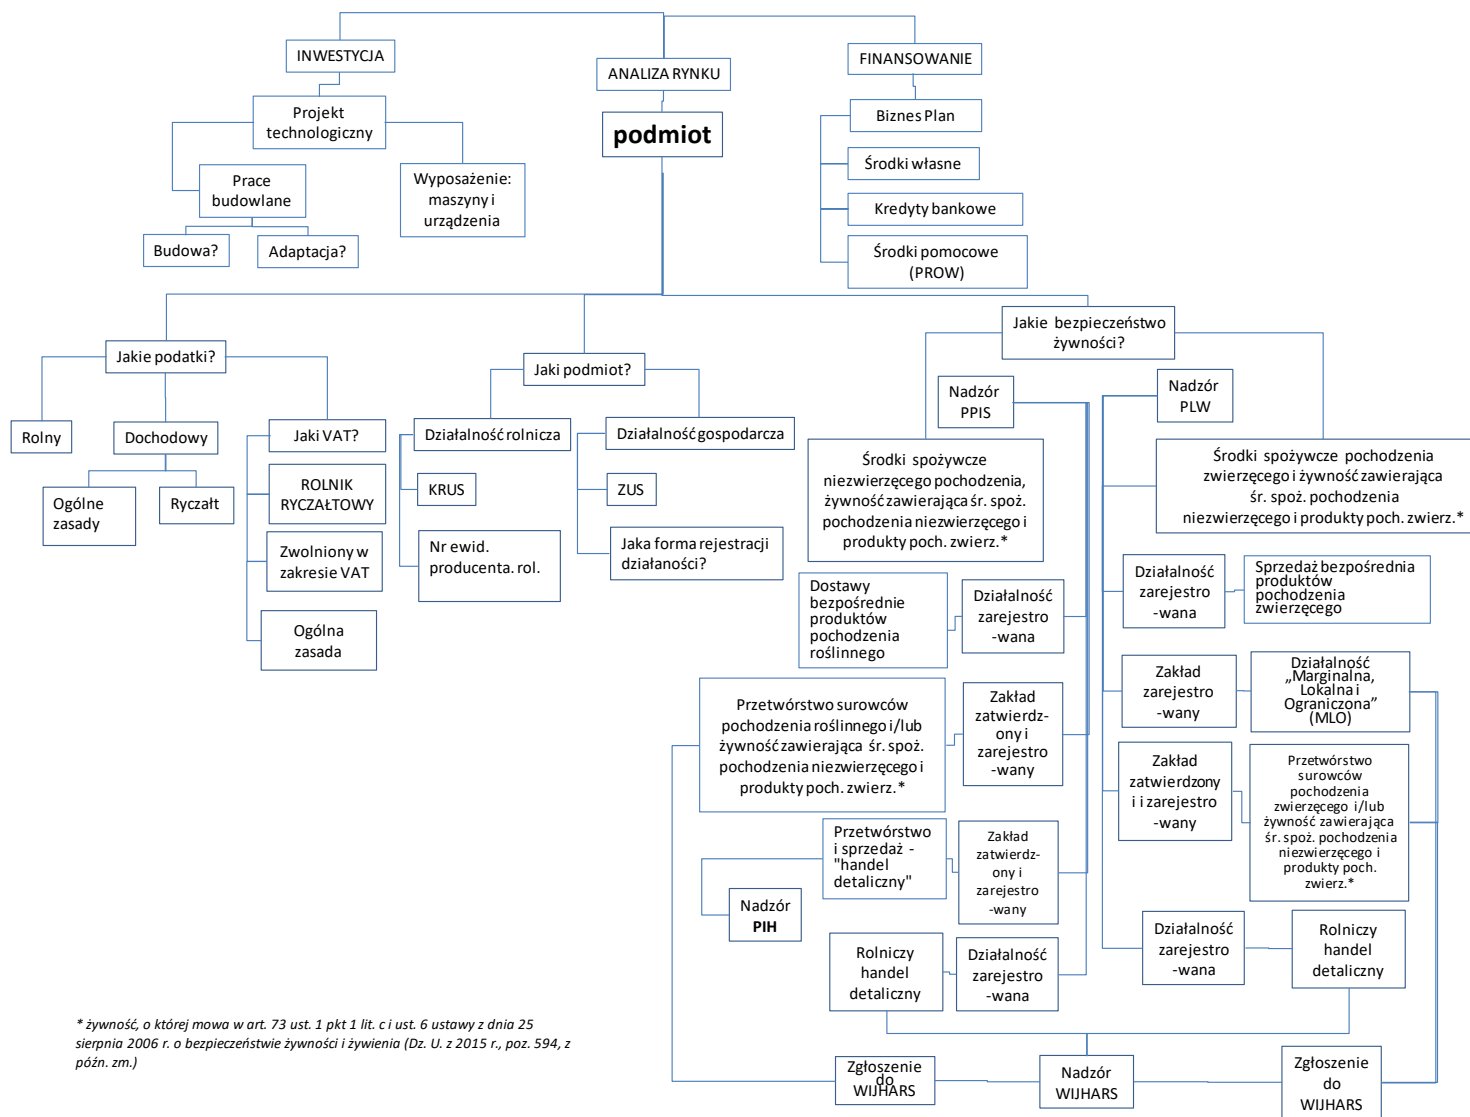 INWESTYCJA
ANALIZA RYNKU
FINANSOWANIE
Projekt
technologiczny
podmiot
Biznes Plan
Prace
budowlane
Wyposażenie:
maszyny i
urządzenia
Środki własne
Kredyty bankowe
Budowa?
Adaptacja?
Środki pomocowe
(PROW)
Jakie podatki?
Jaki podmiot?
Jakie bezpieczeństwo
żywności?
Rolny
Dochodowy
Jaki VAT?
Ogólne
zasady
Ryczałt
ROLNIK
RYCZAŁTOWY
Zwolniony w
zakresie VAT
Ogólna
zasada
Działalność rolnicza
KRUS
Nr ewid.
producenta. rol.
Działalność gospodarcza
ZUS
Jaka forma rejestracji
działaności?
Nadzór
PPIS
Środki spożywcze
niezwierzęcego pochodzenia,
żywność zawierająca śr. spoż.
pochodzenia niezwierzęcego i
produkty poch. zwierz.*
Dostawy
bezpośrednie
produktów
pochodzenia
roślinnego
Działalność
zarejestro
-wana
Przetwórstwo surowców
pochodzenia roślinnego i/lub
żywność zawierająca śr. spoż.
pochodzenia niezwierzęcego i
produkty poch. zwierz.*
Zakład
zatwierdz-
ony i
zarejestro
-wany
Przetwórstwo
i sprzedaż -
"handel
detaliczny"
Zakład
zatwierdz-
ony i
zarejestro
-wany
Nadzór
PIH
Rolniczy
handel
detaliczny
Działalność
zarejestro
-wana
Nadzór
PLW
Środki spożywcze pochodzenia
zwierzęcego i żywność zawierająca
śr. spoż. pochodzenia
niezwierzęcego i produkty poch. zwierz.*
Działalność
zarejestro
-wana
Sprzedaż bezpośrednia
produktów
pochodzenia
zwierzęcego
Zakład
zarejestro
-wany
Działalność
„Marginalna,
Lokalna i
Ograniczona”
(MLO)
Zakład
zatwierdzony
i i zarejestro
-wany
Przetwórstwo
surowców
pochodzenia
zwierzęcego i/lub
żywność zawierająca
śr. spoż. pochodzenia
niezwierzęcego i
produkty poch.
zwierz.*
Działalność
zarejestro
-wana
Rolniczy
handel
detaliczny
Zgłoszenie
do
WIJHARS
Nadzór
WIJHARS
Zgłoszenie
do
WIJHARS
* żywność, o której mowa w art. 73 ust. 1 pkt 1 lit. c i ust. 6 ustawy z dnia 25
sierpnia 2006 r. o bezpieczeństwie żywności i żywienia (Dz. U. z 2015 r., poz. 594, z
późn. zm.)